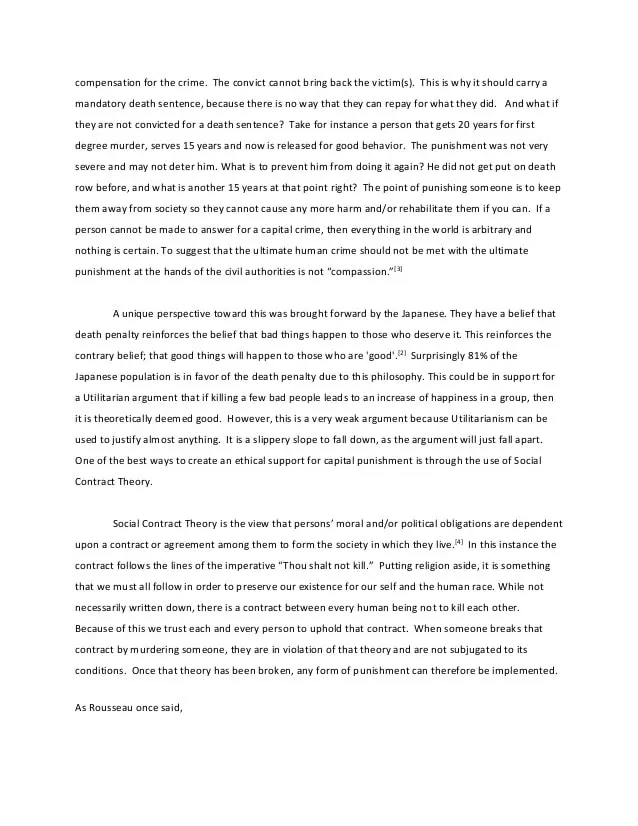 compensation for the crime.  The convict cannot bring back the victim(s).  This is why it should carry a
mandatory death sentence, because there is no way that they can repay for what they did.   And what if
they are not convicted for a death sentence?  Take for instance a person that gets 20 years for first
degree murder, serves 15 years and now is released for good behavior.  The punishment was not very
severe and may not deter him. What is to prevent him from doing it again? He did not get put on death
row before, and what is another 15 years at that point right?  The point of punishing someone is to keep
them away from society so they cannot cause any more harm and/or rehabilitate them if you can.  If a
person cannot be made to answer for a capital crime, then everything in the world is arbitrary and
nothing is certain. To suggest that the ultimate human crime should not be met with the ultimate
punishment at the hands of the civil authorities is not “compassion.”[3]
A unique perspective toward this was brought forward by the Japanese. They have a belief that
death penalty reinforces the belief that bad things happen to those who deserve it. This reinforces the
contrary belief; that good things will happen to those who are 'good'.[2]  Surprisingly 81% of the
Japanese population is in favor of the death penalty due to this philosophy. This could be in support for
a Utilitarian argument that if killing a few bad people leads to an increase of happiness in a group, then
it is theoretically deemed good.  However, this is a very weak argument because Utilitarianism can be
used to justify almost anything.  It is a slippery slope to fall down, as the argument will just fall apart.
One of the best ways to create an ethical support for capital punishment is through the use of Social
Contract Theory.
Social Contract Theory is the view that persons’ moral and/or political obligations are dependent
upon a contract or agreement among them to form the society in which they live.[4]  In this instance the
contract follows the lines of the imperative “Thou shalt not kill.”  Putting religion aside, it is something
that we must all follow in order to preserve our existence for our self and the human race. While not
necessarily written down, there is a contract between every human being not to kill each other.
Because of this we trust each and every person to uphold that contract.  When someone breaks that
contract by murdering someone, they are in violation of that theory and are not subjugated to its
conditions.  Once that theory has been broken, any form of punishment can therefore be implemented.
As Rousseau once said,